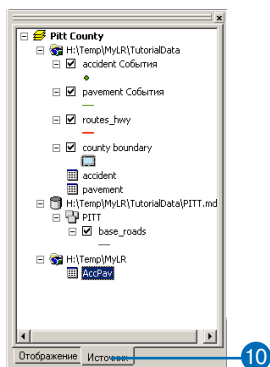 Pitt County
H:\Temp\MyLR\TutorialData
accident События
pavement События
routes_hwy
county boundary
accident
pavement
H:\Temp\MyLR\TutorialData\PITT.md
PITT
base_roads
H:\Temp\MyLR
AccPav
Отображение Источник 10